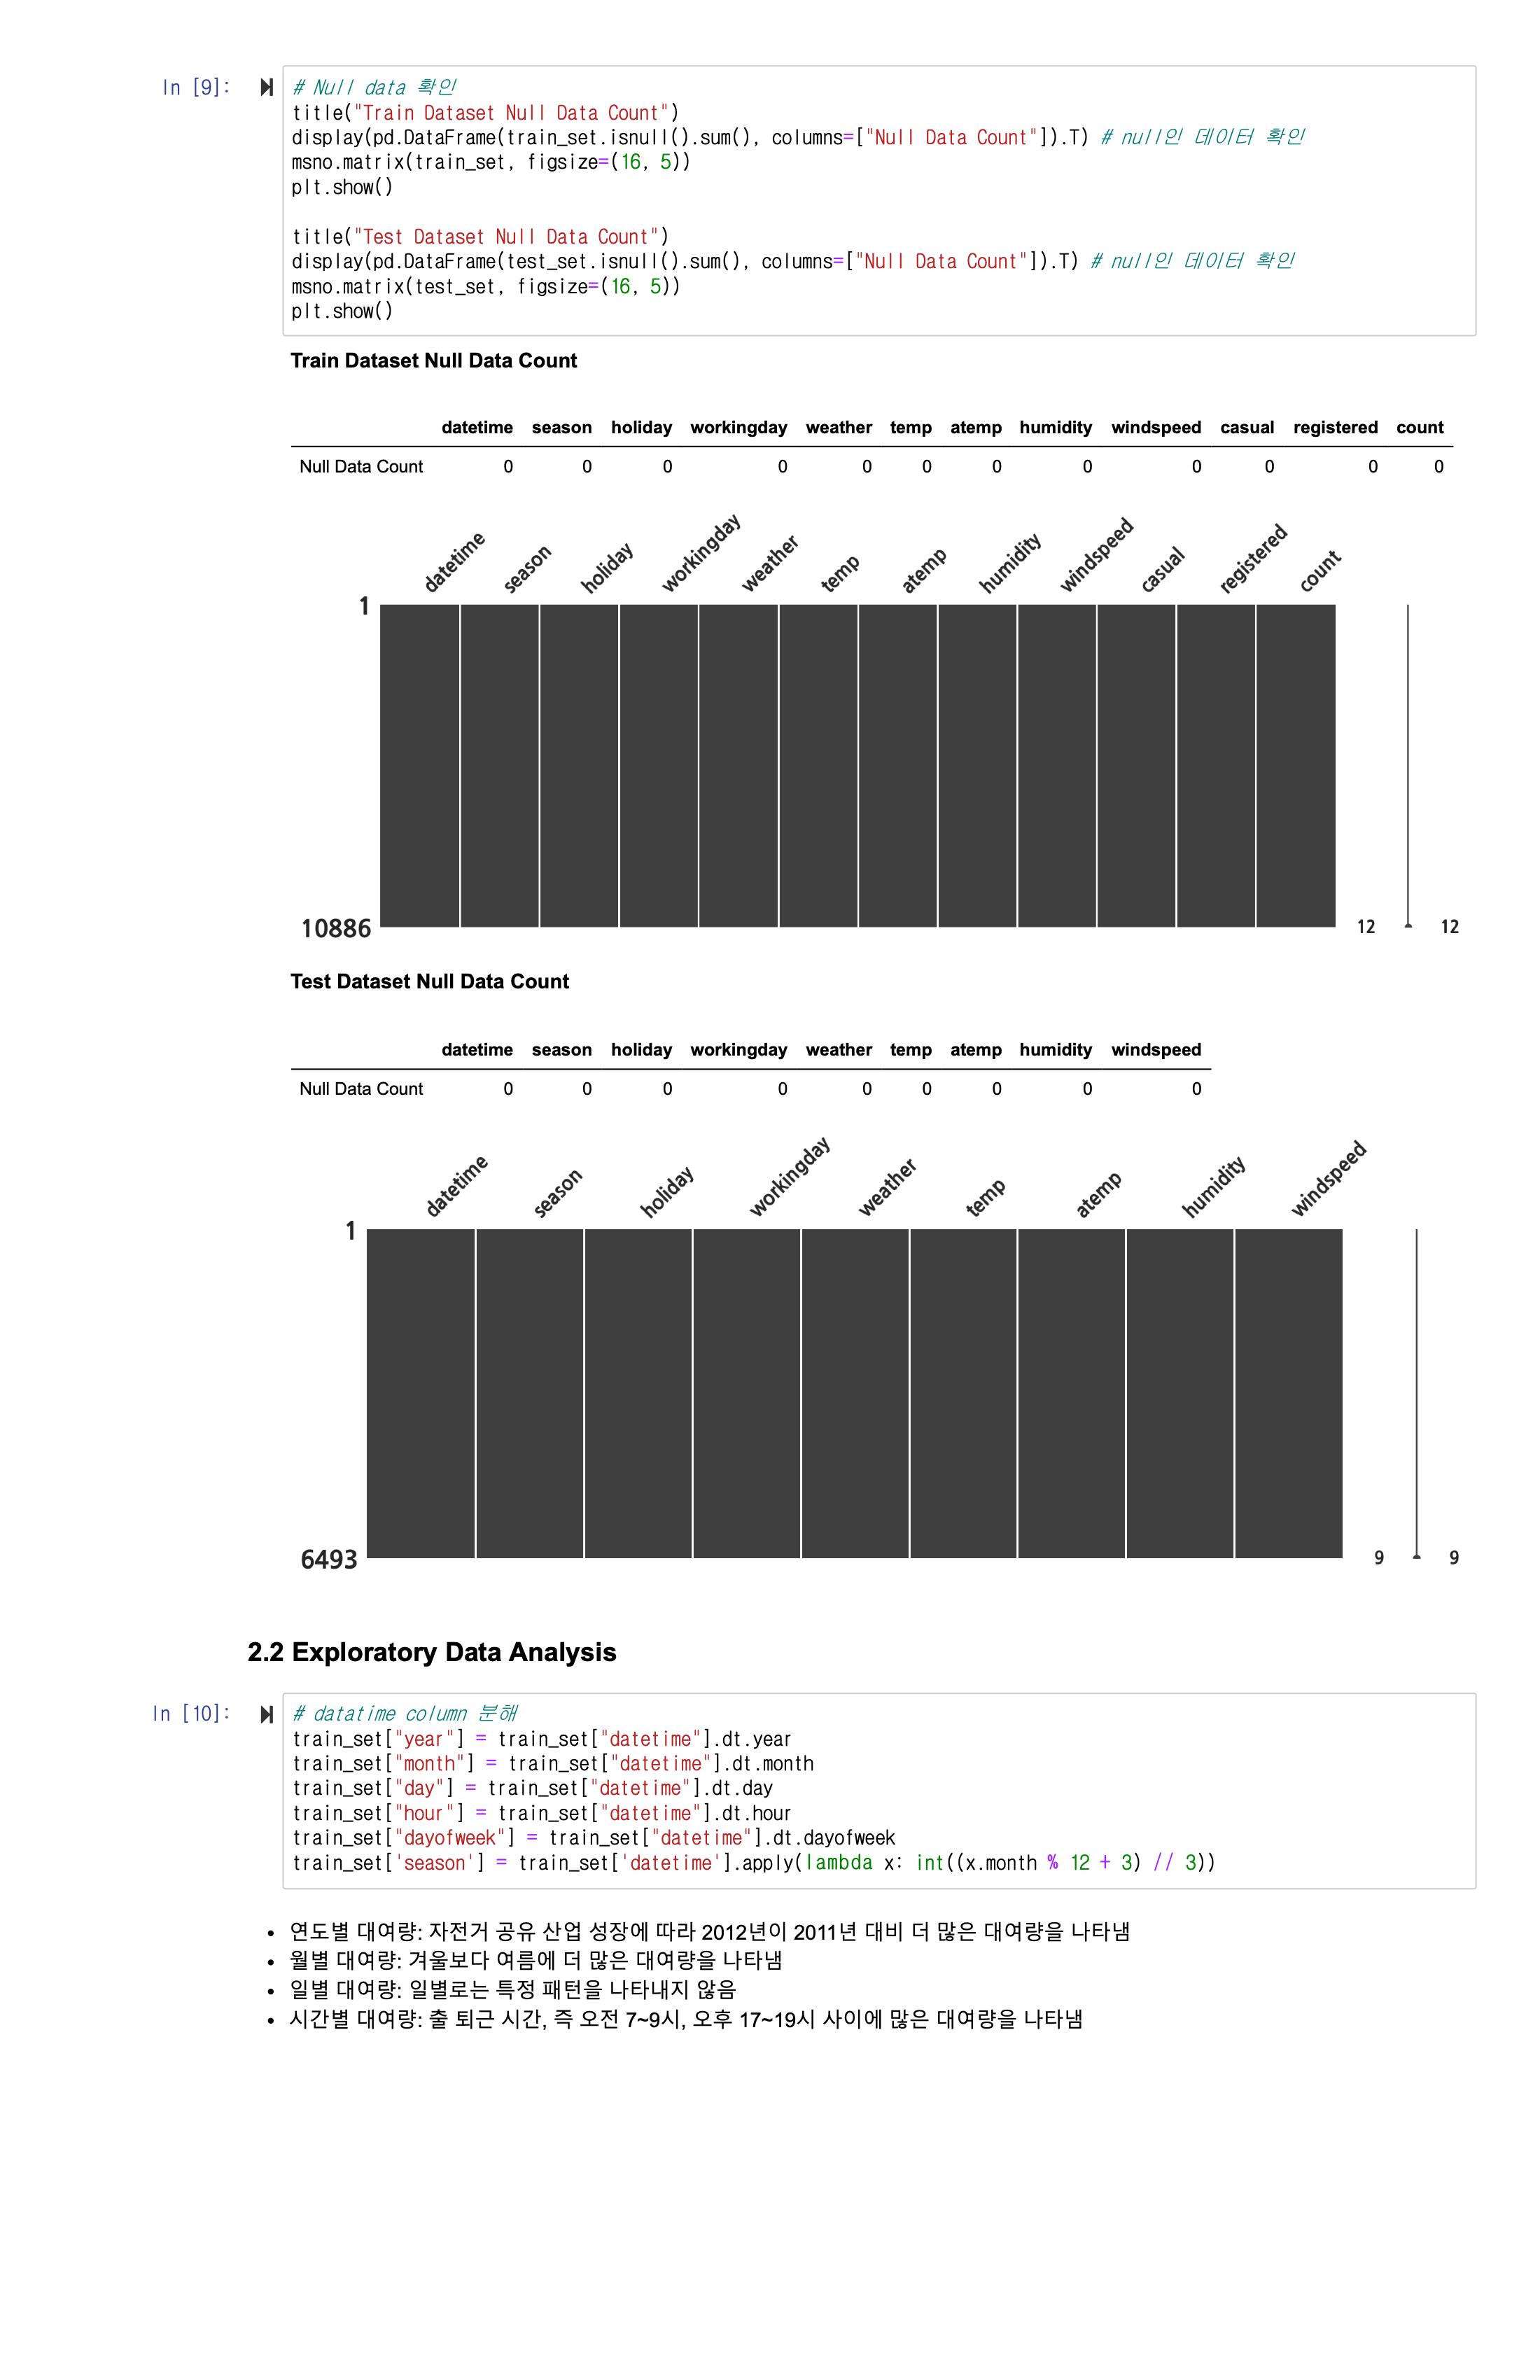 In [9]:
# Null data 확인
title("Train Dataset Null Data Count")
display(pd.DataFrame(train_set.isnull().sum(), columns=["Null Data Count"]).T) # null인 데이터 확인
msno.matrix(train_set, figsize=(16, 5))
plt.show()
title("Test Dataset Null Data Count")
display(pd.DataFrame(test_set.isnull().sum(), columns=["Null Data Count"]).T) # null인 데이터 확인
msno.matrix(test_set, figsize=(16, 5))
plt.show()
Train Dataset Null Data Count
datetime season holiday workingday weather temp atemp humidity windspeed casual registered count
Null Data Count 0 0 0 0 0 0 0 0 0 0 0 0
datetime season holiday workingday weather temp atemp humidity windspeed casual registered count
1
10886 12 12
Test Dataset Null Data Count
datetime season holiday workingday weather temp atemp humidity windspeed
Null Data Count 0 0 0 0 0 0 0 0 0
datetime season holiday workingday weather temp atemp humidity windspeed
1
6493 9 9
2.2 Exploratory Data Analysis
In [10]:
# datatime column 분해
train_set["year"] = train_set["datetime"].dt.year
train_set["month"] = train_set["datetime"].dt.month
train_set["day"] = train_set["datetime"].dt.day
train_set["hour"] = train_set["datetime"].dt.hour
train_set["dayofweek"] = train_set["datetime"].dt.dayofweek
train_set['season'] = train_set['datetime'].apply(lambda x: int((x.month % 12 + 3) // 3))
• 연도별 대여량: 자전거 공유 산업 성장에 따라 2012년이 2011년 대비 더 많은 대여량을 나타냄
• 월별 대여량: 겨울보다 여름에 더 많은 대여량을 나타냄
• 일별 대여량: 일별로는 특정 패턴을 나타내지 않음
• 시간별 대여량: 출 퇴근 시간, 즉 오전 7~9시, 오후 17~19시 사이에 많은 대여량을 나타냄